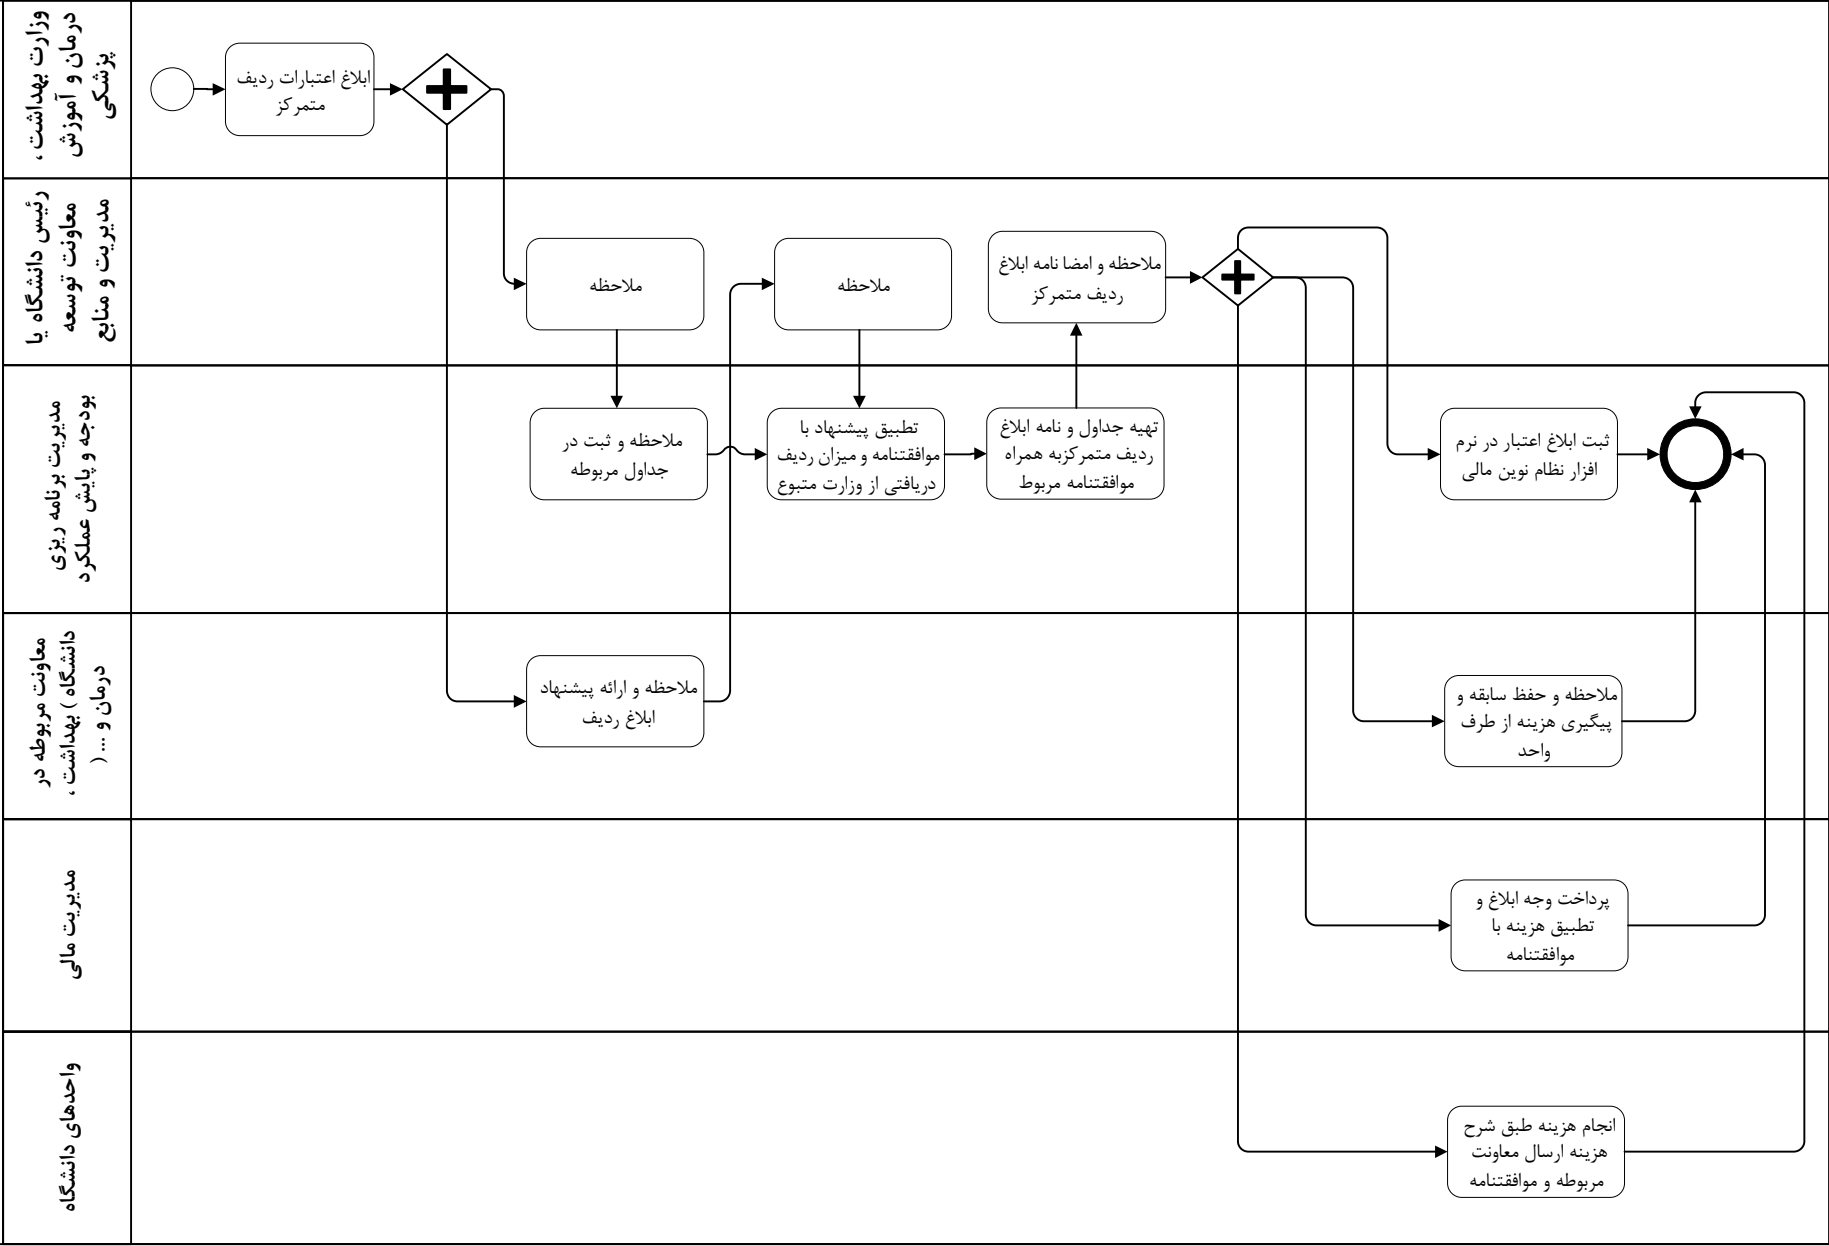 وزارت بهداشت ،
درمان و آموزش
پزشکی
ابلاغ اعتبارات ردیف
متمرکز
رئیس دانشگاه یا
معاونت توسعه
مدیریت و منابع
ملاحظه
ملاحظه
ملاحظه و امضا نامه ابلاغ
ردیف متمرکز
مدیریت برنامه ریزی
بودجه و پایش عملکرد
ملاحظه و ثبت در
جداول مربوطه
تطبیق پیشنهاد با
موافقتنامه و میزان ردیف
دریافتی از وزارت متبوع
تهیه جداول و نامه ابلاغ
ردیف متمرکزبه همراه
موافقتنامه مربوط
ثبت ابلاغ اعتبار در نرم
افزار نظام نوین مالی
معاونت مربوطه در
دانشگاه ) بهداشت ،
درمان و ... (
ملاحظه و ارائه پیشنهاد
ابلاغ ردیف
ملاحظه و حفظ سابقه و
پیگیری هزینه از طرف
واحد
مدیریت مالی
پرداخت وجه ابلاغ و
تطبیق هزینه با
موافقتنامه
واحدهای دانشگاه
انجام هزینه طبق شرح
هزینه ارسال معاونت
مربوطه و موافقتنامه